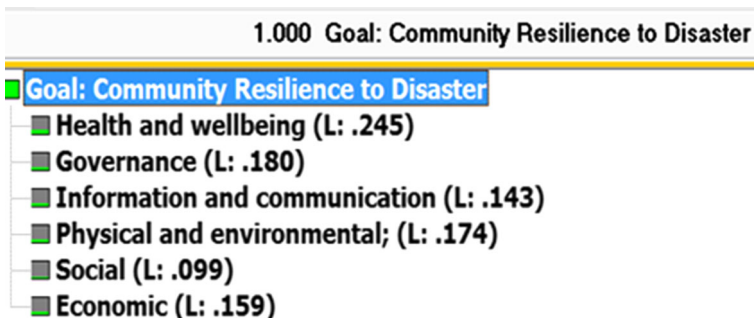 1.000 Goal: Community Resilience to Disaster
Goal: Community Resilience to Disaster
Health and wellbeing (L: .245)
Governance (L: .180)
Information and communication (L: .143)
Physical and environmental; (L: .174)
Social (L: .099)
Economic (L: .159)